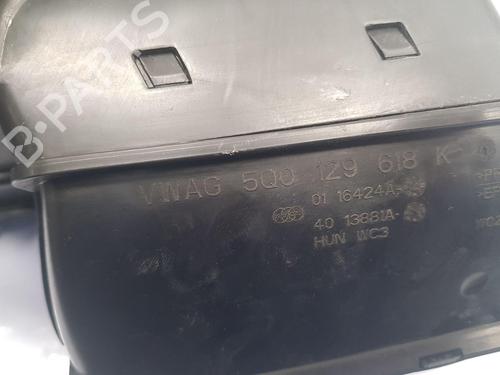 B-PARTS
VWAG 5Q0 129 618 K
01 16424A-
40 13881A-
HUN WC3